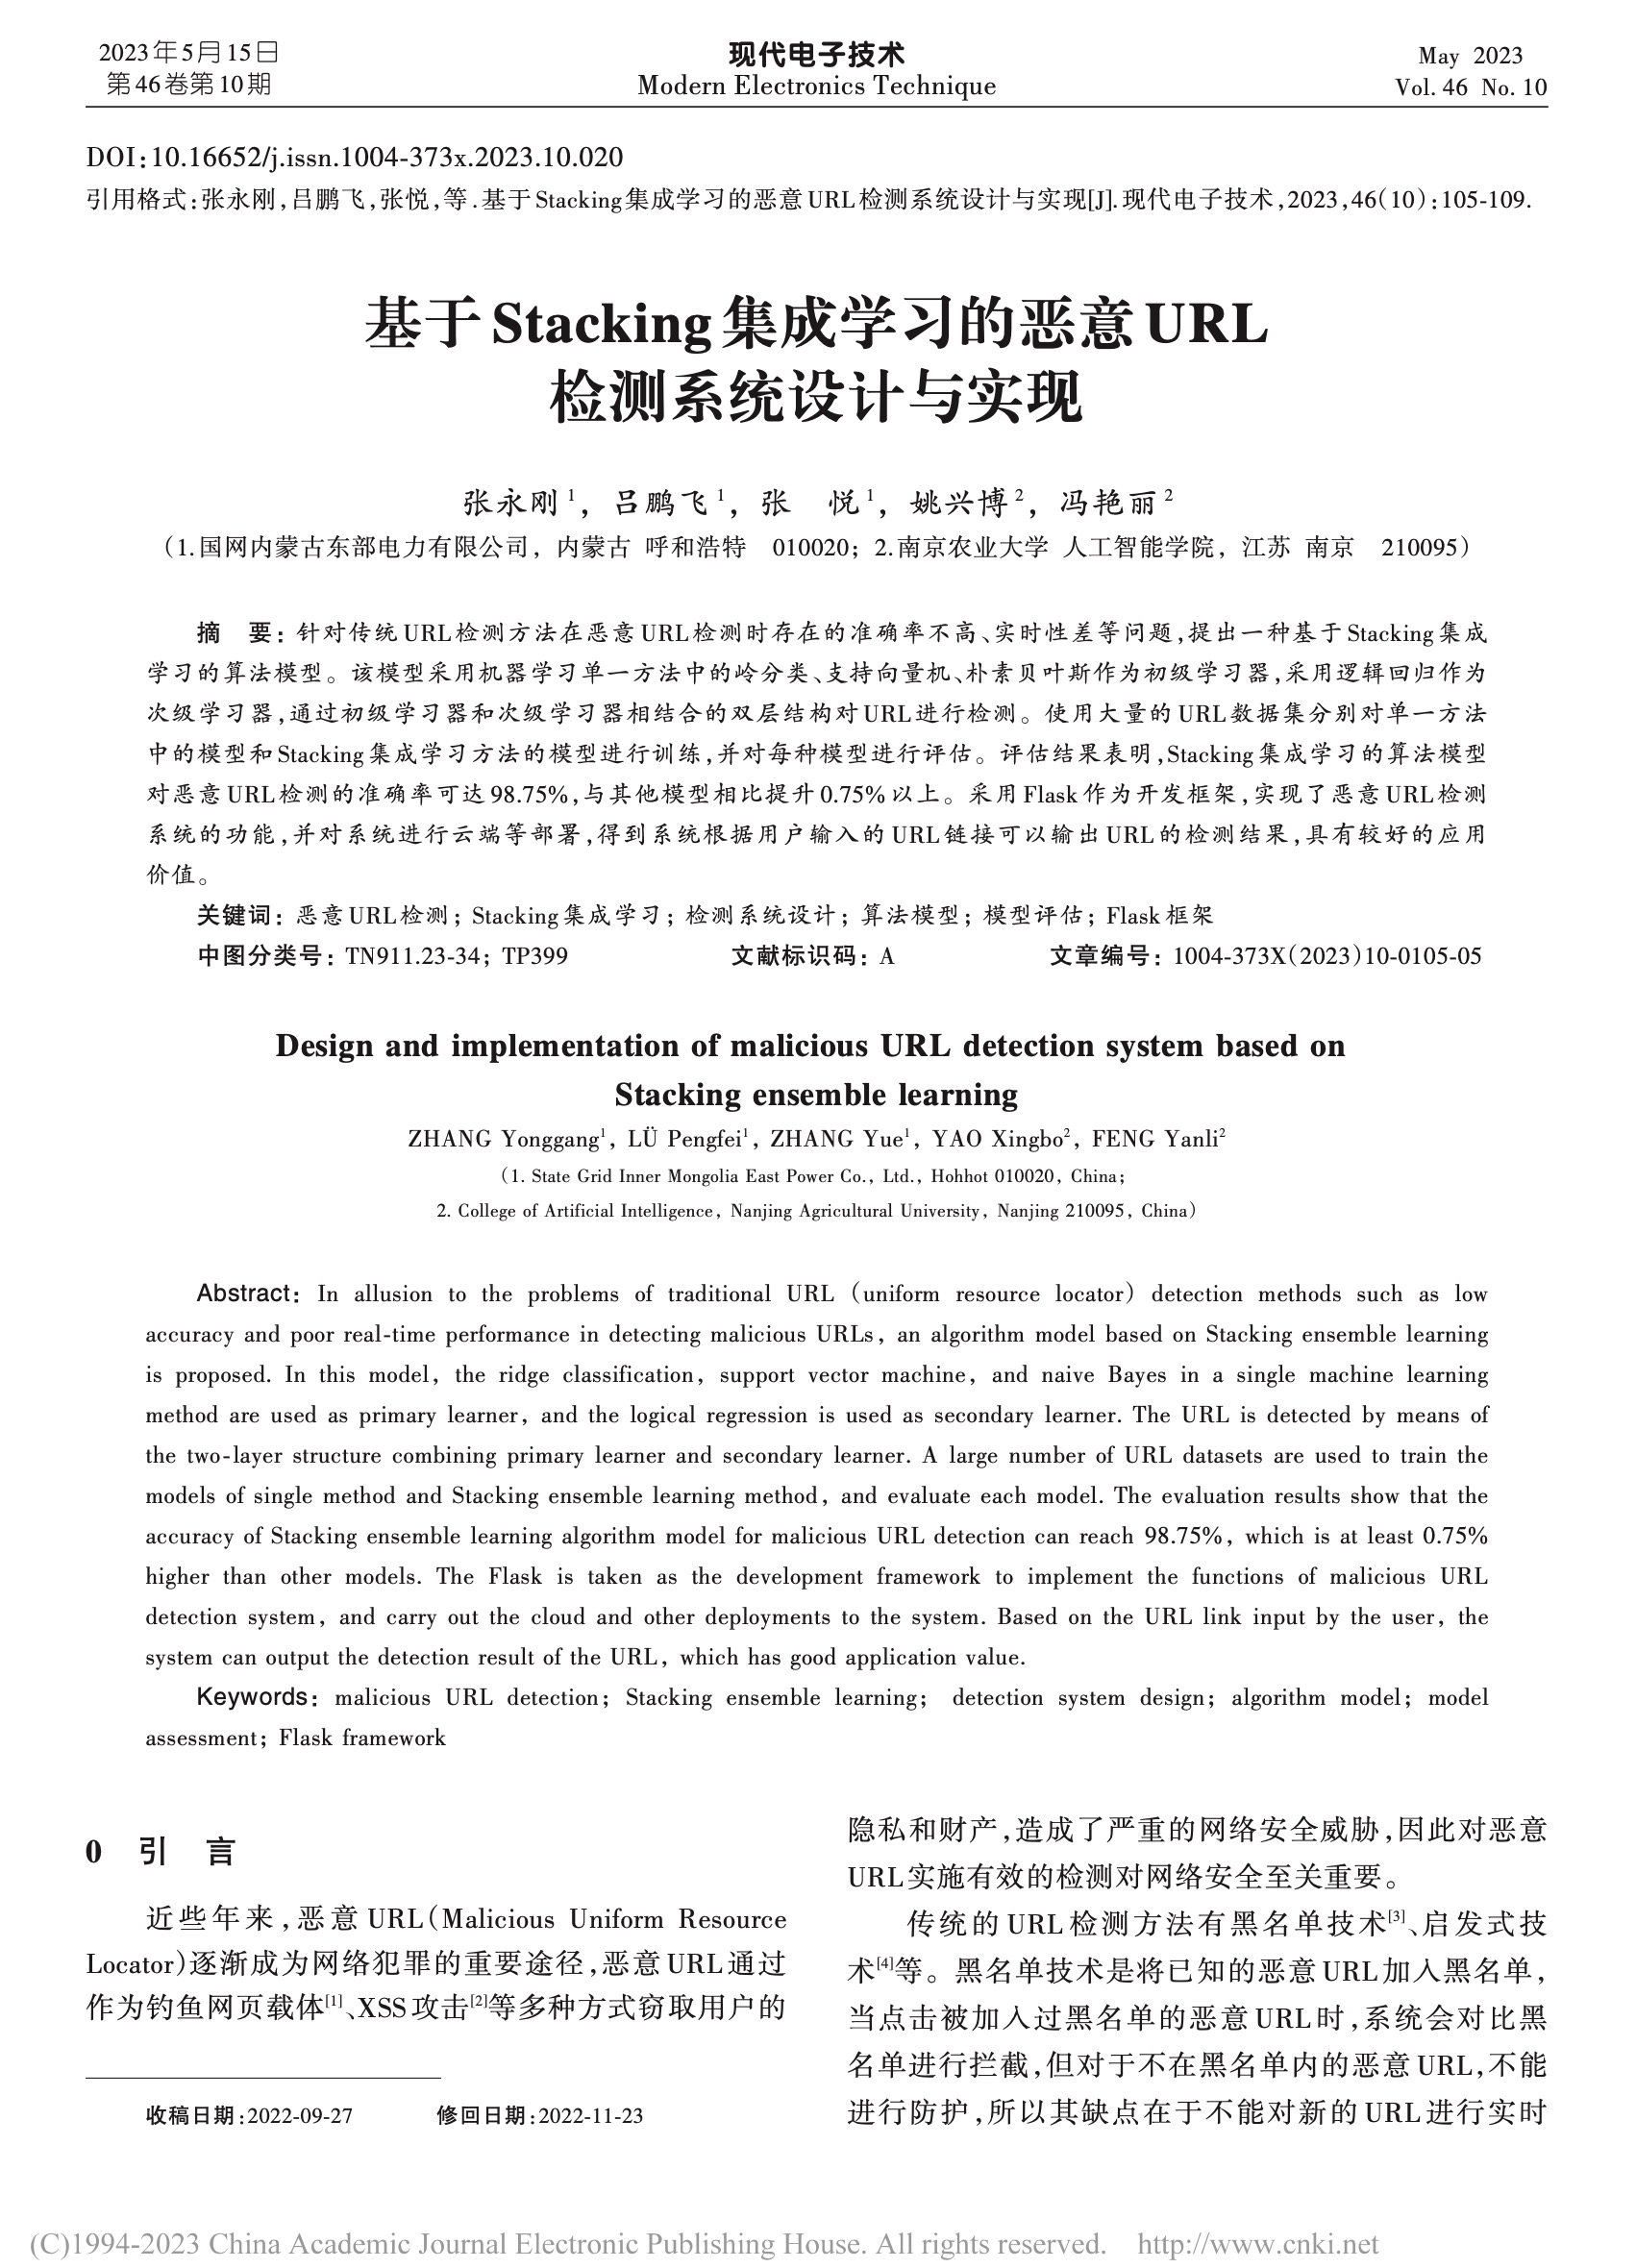 2023年5月15日
第46卷第10期
现代电子技术
Modern Electronics Technique
May 2023
Vol. 46 No. 10
DOI:10.16652/j.issn.1004-373x.2023.10.020
引用格式:张永刚,吕鹏飞,张悦,等.基于Stacking集成学习的恶意URL检测系统设计与实现[J].现代电子技术,2023,46(10):105-109.
基于Stacking集成学习的恶意URL
检测系统设计与实现
张永刚1, 吕鹏飞1, 张 悦1, 姚兴博2, 冯艳丽2
(1.国网内蒙古东部电力有限公司, 内蒙古 呼和浩特 010020; 2.南京农业大学 人工智能学院, 江苏 南京 210095)
摘 要: 针对传统URL检测方法在恶意URL检测时存在的准确率不高、实时性差等问题,提出一种基于Stacking集成
学习的算法模型。该模型采用机器学习单一方法中的岭分类、支持向量机、朴素贝叶斯作为初级学习器,采用逻辑回归作为
次级学习器,通过初级学习器和次级学习器相结合的双层结构对URL进行检测。使用大量的URL数据集分别对单一方法
中的模型和Stacking集成学习方法的模型进行训练,并对每种模型进行评估。评估结果表明,Stacking集成学习的算法模型
对恶意URL检测的准确率可达98.75%,与其他模型相比提升0.75%以上。采用Flask作为开发框架,实现了恶意URL检测
系统的功能,并对系统进行云端等部署,得到系统根据用户输入的URL链接可以输出URL的检测结果,具有较好的应用
价值。
关键词: 恶意URL检测; Stacking集成学习; 检测系统设计; 算法模型; 模型评估; Flask框架
中图分类号: TN911.23-34; TP399 文献标识码: A 文章编号: 1004-373X(2023)10-0105-05
Design and implementation of malicious URL detection system based on
Stacking ensemble learning
ZHANG Yonggang1, LÜ Pengfei1, ZHANG Yue1, YAO Xingbo2, FENG Yanli2
(1. State Grid Inner Mongolia East Power Co., Ltd., Hohhot 010020, China;
2. College of Artificial Intelligence, Nanjing Agricultural University, Nanjing 210095, China)
Abstract: In allusion to the problems of traditional URL (uniform resource locator) detection methods such as low
accuracy and poor real-time performance in detecting malicious URLs, an algorithm model based on Stacking ensemble learning
is proposed. In this model, the ridge classification, support vector machine, and naive Bayes in a single machine learning
method are used as primary learner, and the logical regression is used as secondary learner. The URL is detected by means of
the two-layer structure combining primary learner and secondary learner. A large number of URL datasets are used to train the
models of single method and Stacking ensemble learning method, and evaluate each model. The evaluation results show that the
accuracy of Stacking ensemble learning algorithm model for malicious URL detection can reach 98.75%, which is at least 0.75%
higher than other models. The Flask is taken as the development framework to implement the functions of malicious URL
detection system, and carry out the cloud and other deployments to the system. Based on the URL link input by the user, the
system can output the detection result of the URL, which has good application value.
Keywords: malicious URL detection; Stacking ensemble learning; detection system design; algorithm model; model
assessment; Flask framework
0 引 言
近些年来,恶意URL(Malicious Uniform Resource
Locator)逐渐成为网络犯罪的重要途径,恶意URL通过
作为钓鱼网页载体[1]、XSS攻击[2]等多种方式窃取用户的
收稿日期:2022-09-27 修回日期:2022-11-23
隐私和财产,造成了严重的网络安全威胁,因此对恶意
URL实施有效的检测对网络安全至关重要。
传统的URL检测方法有黑名单技术[3]、启发式技
术[4]等。黑名单技术是将已知的恶意URL加入黑名单,
当点击被加入过黑名单的恶意URL时,系统会对比黑
名单进行拦截,但对于不在黑名单内的恶意URL,不能
进行防护,所以其缺点在于不能对新的URL进行实时
(C)1994-2023 China Academic Journal Electronic Publishing House. All rights reserved. http://www.cnki.net